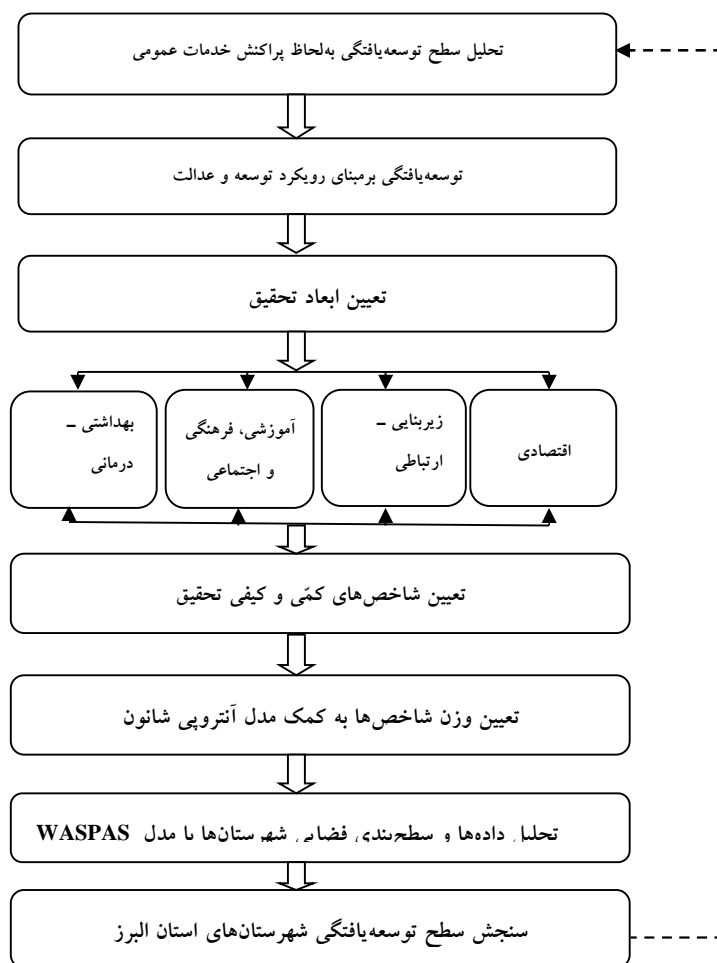 تحلیل سطح توسعه‌یافتگی به‌لحاظ پراکنش خدمات عمومی
توسعه‌یافتگی برمبنای رویکرد توسعه و عدالت
تعیین ابعاد تحقیق
اقتصادی
زیربنایی –
ارتباطی
آموزشی، فرهنگی
و اجتماعی
بهداشتی –
درمانی
تعیین شاخص‌های کمّی و کیفی تحقیق
تعیین وزن شاخص‌ها به کمک مدل آنتروپی شانون
تحلیل داده‌ها و سطح‌بندی فضایی شهرستان‌ها با مدل WASPAS
سنجش سطح توسعه‌یافتگی شهرستان‌های استان البرز